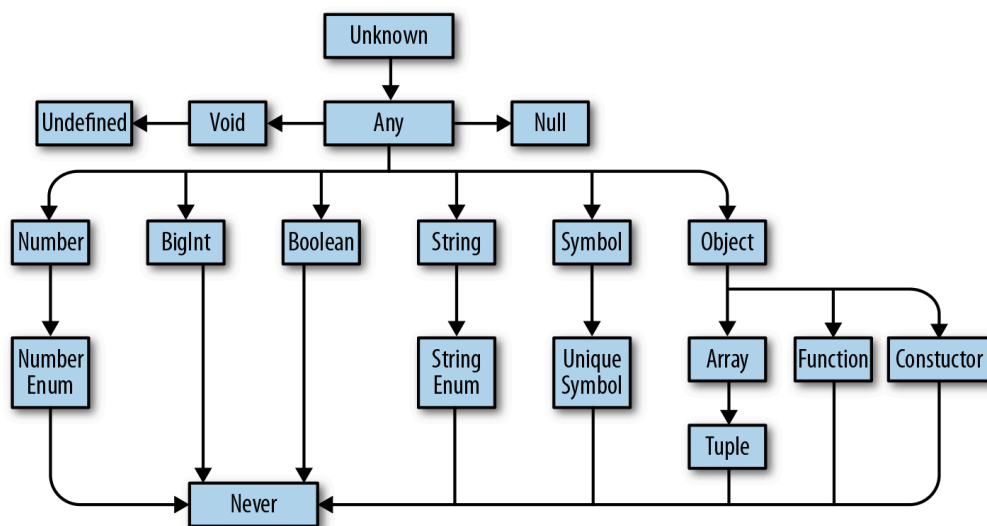 Unknown
Undefined
Void
Any
Null
Number
BigInt
Boolean
String
Symbol
Object
Number
Enum
String
Enum
Unique
Symbol
Array
Function
Constuctor
Tuple
Never